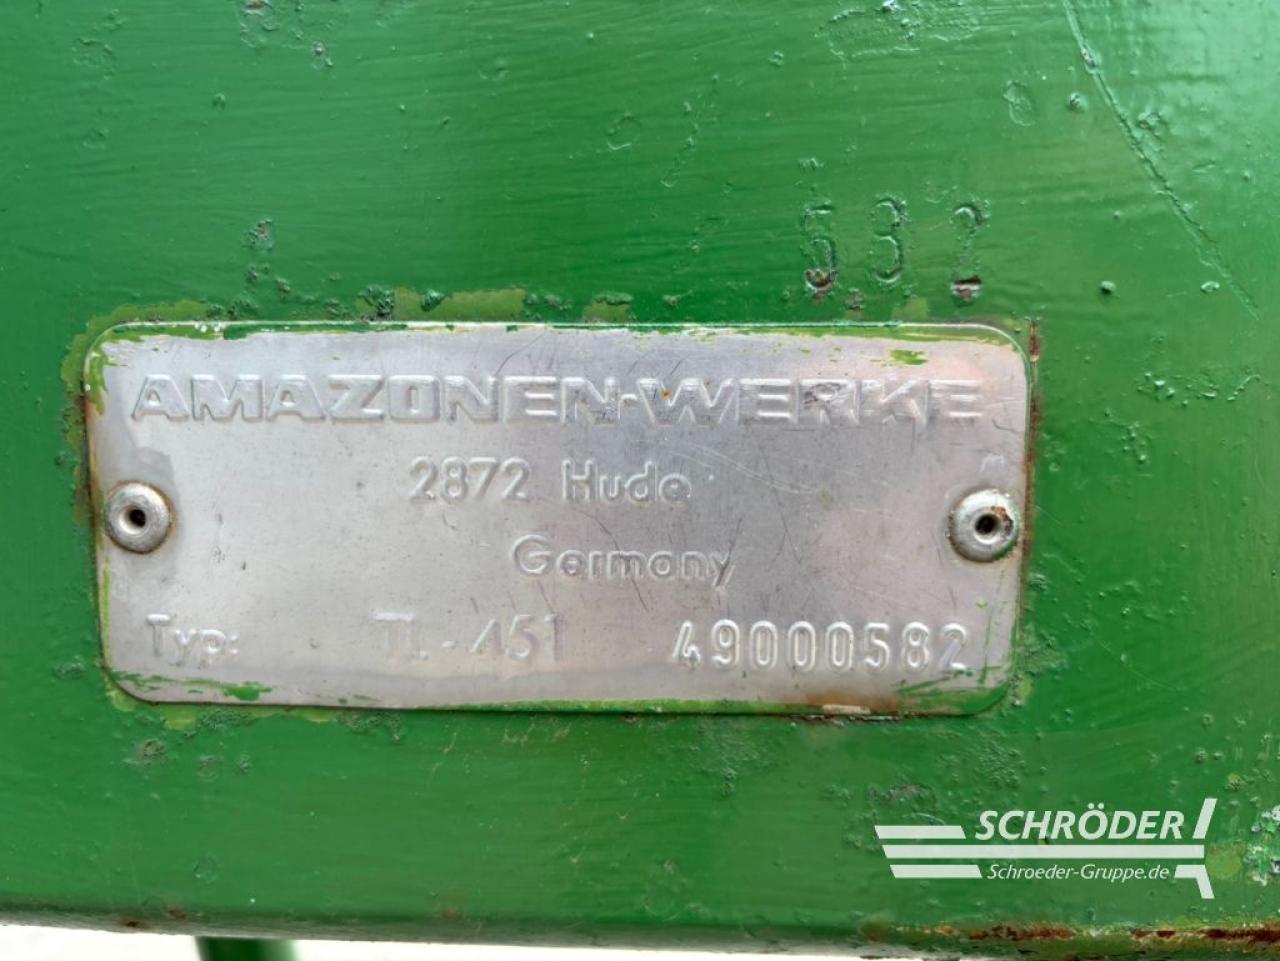 532
AMAZONEN-WERKE
2872 Hude
Germany
Typ: TL-451 49000582
SCHRÖDER
Schroeder-Gruppe.de